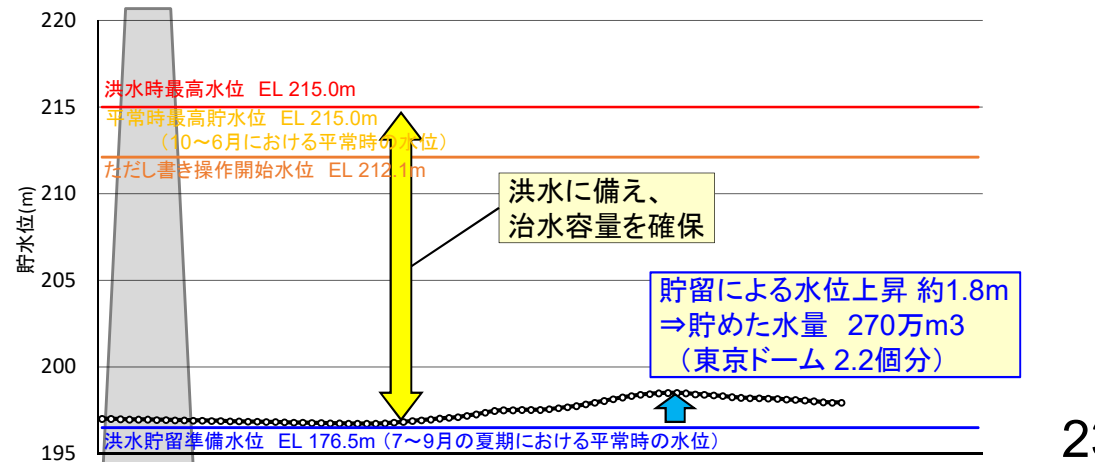 220
215
210
205
200
195
貯水位(m)
洪水時最高水位 EL 215.0m
平常時最高貯水位 EL 215.0m
(10～6月における平常時の水位)
ただし書き操作開始水位 EL 212.1m
洪水に備え、
治水容量を確保
貯留による水位上昇 約1.8m
⇒貯めた水量 270万m3
(東京ドーム 2.2個分)
洪水貯留準備水位 EL 176.5m (7～9月の夏期における平常時の水位)